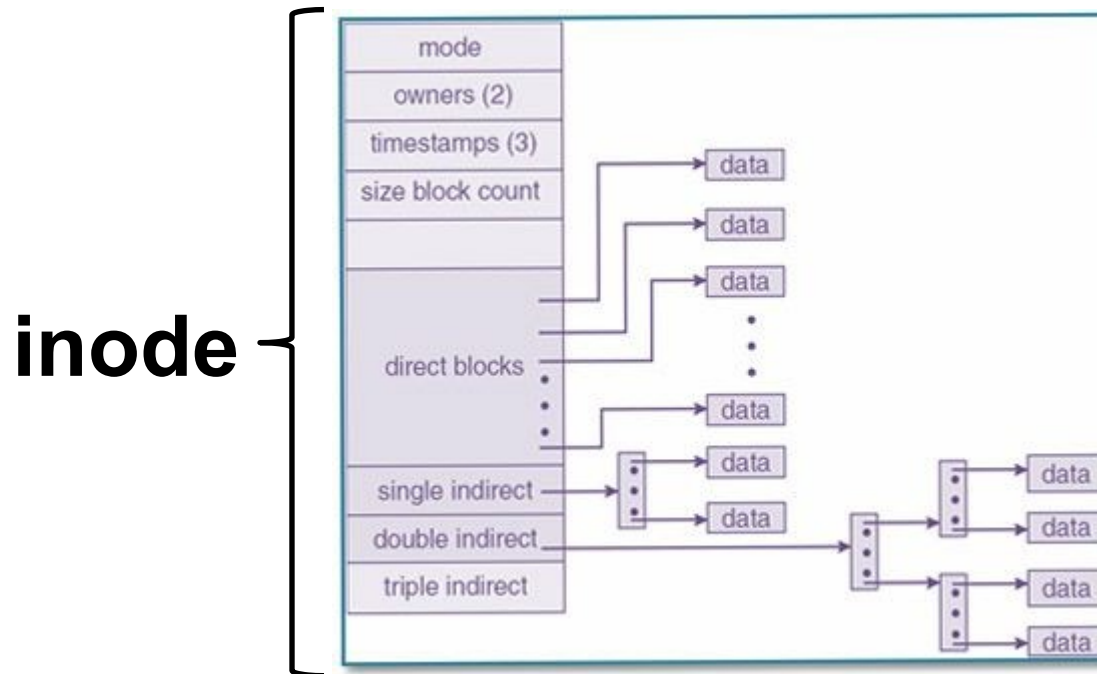 inode
mode
owners (2)
timestamps (3)
size block count
direct blocks
single indirect
double indirect
triple indirect
data
data
data
data
data
data
data
data
data
data